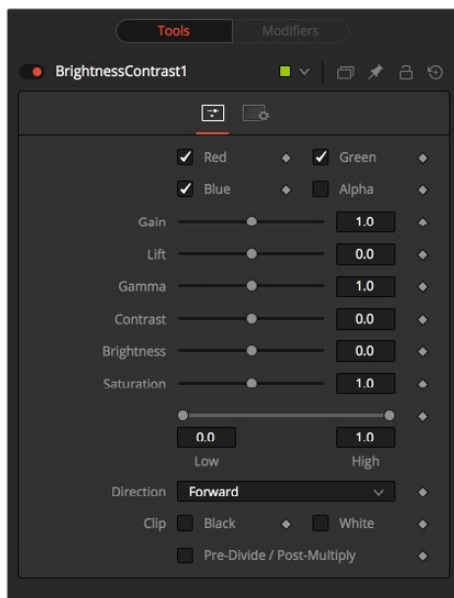 Tools Modifiers
BrightnessContrast1
Red Green
Blue Alpha
Gain 1.0
Lift 0.0
Gamma 1.0
Contrast 0.0
Brightness 0.0
Saturation 1.0
0.0 1.0
Low High
Direction Forward
Clip Black White
Pre-Divide / Post-Multiply